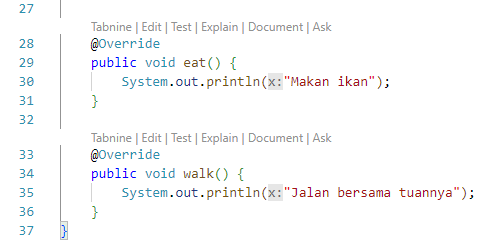 27
Tabnine | Edit | Test | Explain | Document | Ask
28 @Override
29 public void eat() {
30 System.out.println(x:"Makan ikan");
31 }
32
Tabnine | Edit | Test | Explain | Document | Ask
33 @Override
34 public void walk() {
35 System.out.println(x:"Jalan bersama tuannya");
36 }
37 }